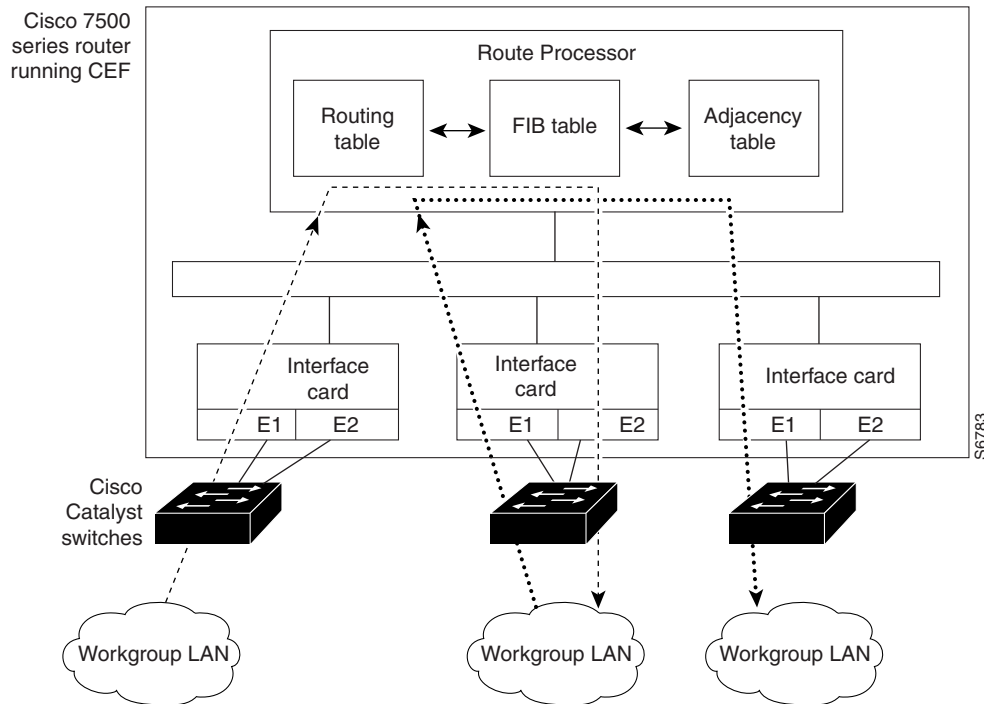 Cisco 7500
series router
running CEF
Route Processor
Routing
table
FIB table
Adjacency
table
Interface
card
E1
E2
Interface
card
E1
E2
Interface card
E1
E2
S6783
Cisco
Catalyst
switches
Workgroup LAN
Workgroup LAN
Workgroup LAN